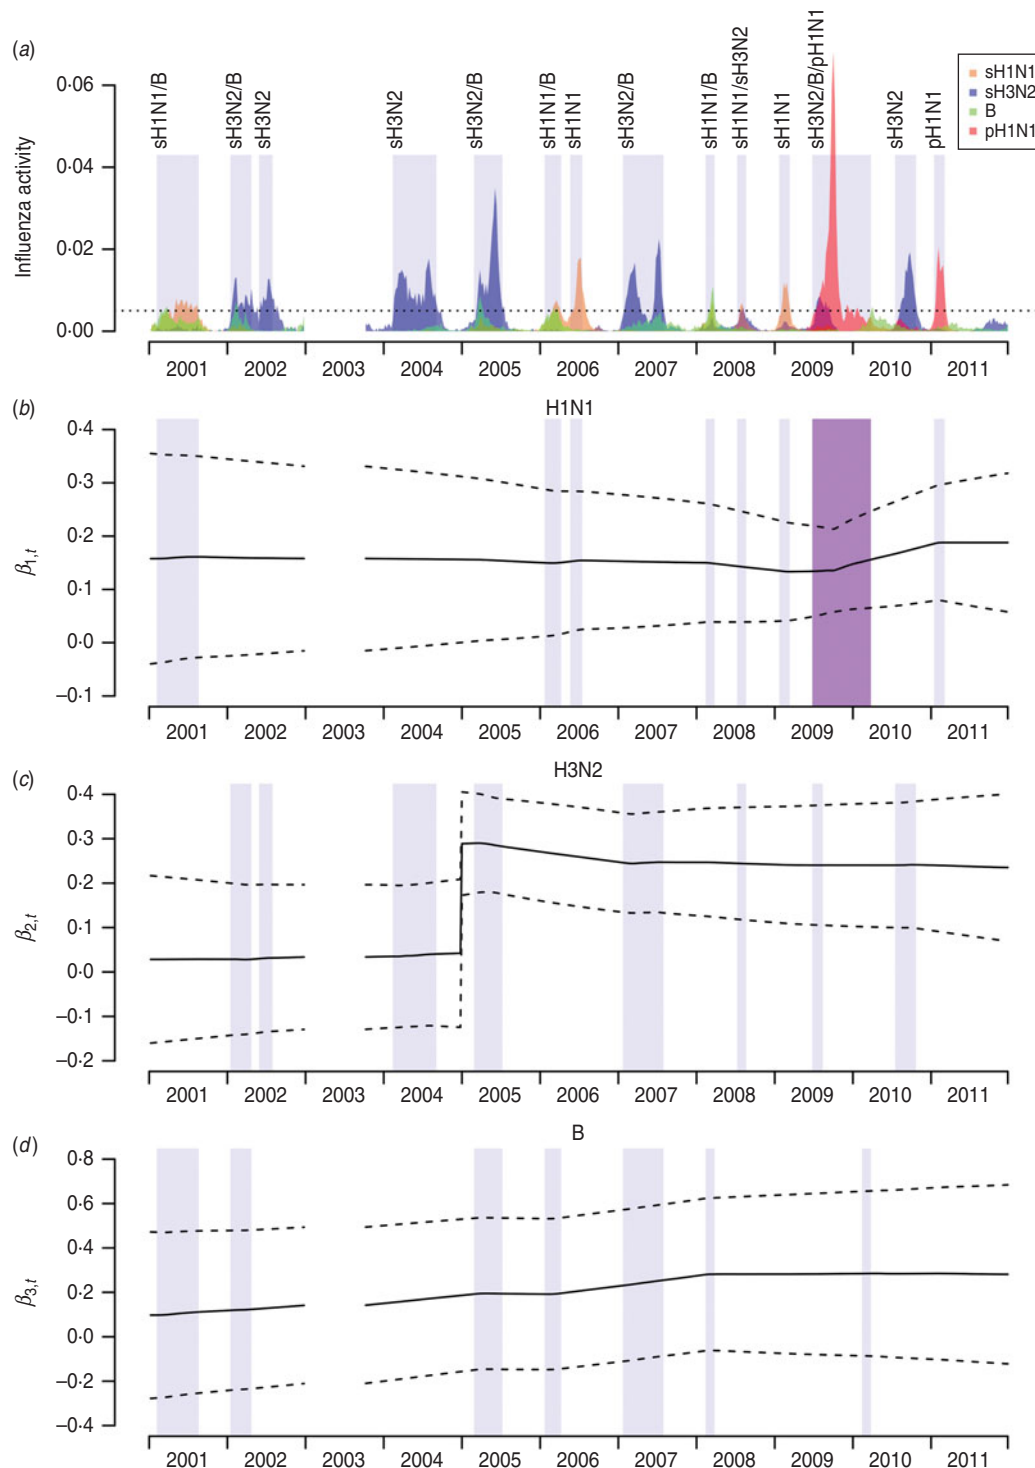 (a)
sH1N1/B
sH3N2/B
sH3N2
sH3N2
sH3N2/B
sH1N1/B
sH1N1
sH3N2/B
sH1N1/B
sH1N1/sH3N2
sH1N1
sH3N2/B/pH1N1
sH3N2
pH1N1
sH1N1
sH3N2
B
pH1N1
Influenza activity
0·06
0·04
0·02
0·00
2001 2002 2003 2004 2005 2006 2007 2008 2009 2010 2011
(b)
H1N1
β1,t
0·4
0·3
0·2
0·1
0·0
–0·1
2001 2002 2003 2004 2005 2006 2007 2008 2009 2010 2011
(c)
H3N2
β2,t
0·4
0·3
0·2
0·1
0·0
–0·1
–0·2
2001 2002 2003 2004 2005 2006 2007 2008 2009 2010 2011
(d)
B
β3,t
0·8
0·6
0·4
0·2
0·0
–0·2
–0·4
2001 2002 2003 2004 2005 2006 2007 2008 2009 2010 2011